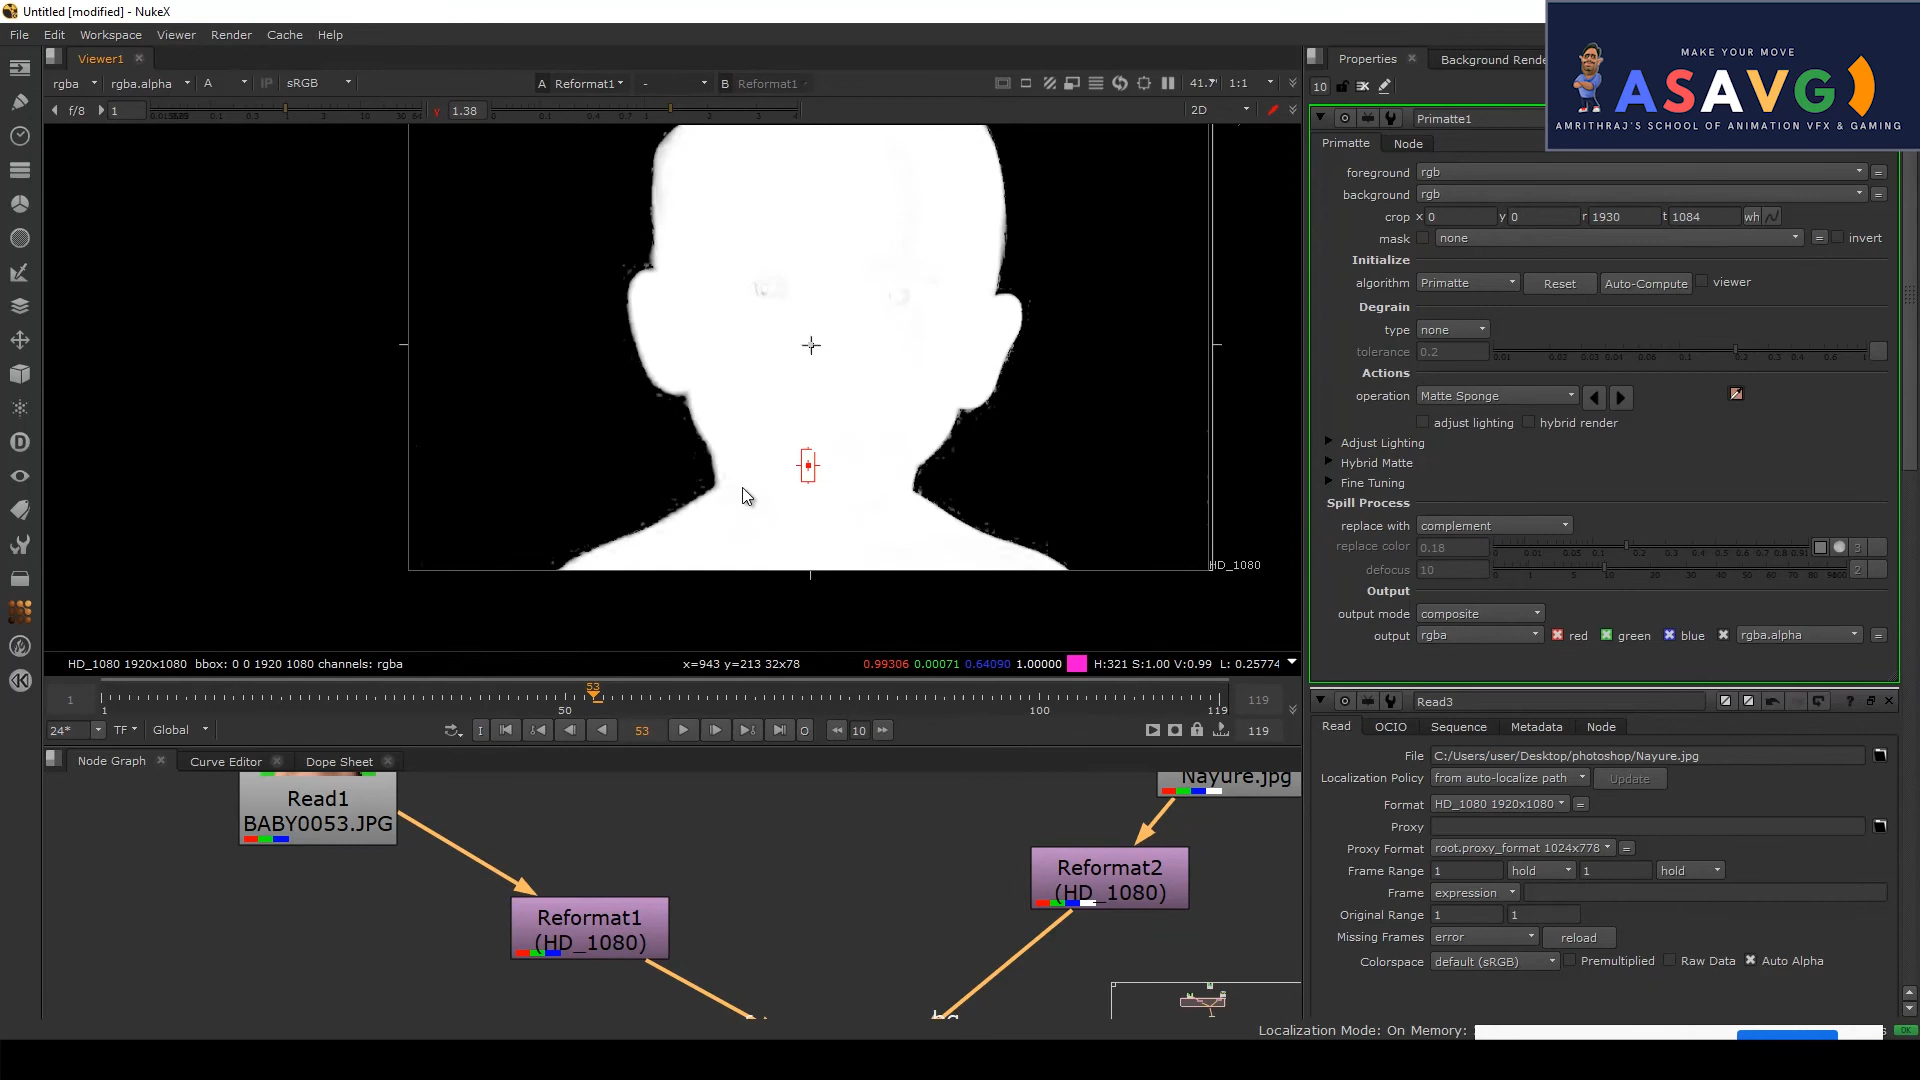 Untitled [modified] - NukeX
File Edit Workspace Viewer Render Cache Help
MAKE YOUR MOVE
ASAVG
AMRITHRAJ'S SCHOOL OF ANIMATION VFX & GAMING
Viewer1
rgba rgba.alpha A IP sRGB A Reformat1 - B Reformat1 1:1
f/8 1 γ 1.38 2D
HD_1080
HD_1080 1920x1080 bbox: 0 0 1920 1080 channels: rgba x=943 y=213 32x78 0.99306 0.00071 0.64090 1.00000 H:321 S:1.00 V:0.99 L: 0.25774
1 53 119
1 50 100 119
24* TF Global I 53 O 10 119
Node Graph Curve Editor Dope Sheet
Read1
BABY0053.JPG
Nayure.jpg
Reformat2
(HD_1080)
Reformat1
(HD_1080)
bg
Properties Background Rende
10
Primatte1
Primatte Node
foreground rgb =
background rgb =
crop x 0 y 0 r 1930 t 1084 wh
mask none = invert
Initialize
algorithm Primatte Reset Auto-Compute viewer
Degrain
type none
tolerance 0.2
Actions
operation Matte Sponge
adjust lighting hybrid render
Adjust Lighting
Hybrid Matte
Fine Tuning
Spill Process
replace with complement
replace color 0.18 3
defocus 10 2
Output
output mode composite
output rgba red green blue rgba.alpha =
Read3 ?
Read OCIO Sequence Metadata Node
File C:/Users/user/Desktop/photoshop/Nayure.jpg
Localization Policy from auto-localize path Update
Format HD_1080 1920x1080 =
Proxy
Proxy Format root.proxy_format 1024x778 =
Frame Range 1 hold 1 hold
Frame expression
Original Range 1 1
Missing Frames error reload
Colorspace default (sRGB) Premultiplied Raw Data Auto Alpha
Localization Mode: On Memory: